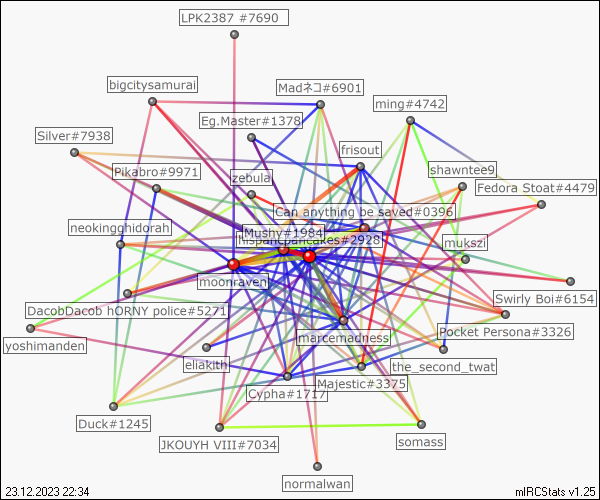 LPK2387 #7690
bigcitysamurai
Madネコ#6901
ming#4742
Eg.Master#1378
Silver#7938
frisout
Pikabro#9971
zebula
shawntee9
Fedora Stoat#4479
Can anything be saved#0396
neokingghidorah
Mushy#1984
Hispanicpancakes#2928
mukszi
moonraven
Swirly Boi#6154
DacobDacob hORNY police#5271
Pocket Persona#3326
yoshimanden
marcemadness
eliakith
the_second_twat
Majestic#3375
Cypha#1717
Duck#1245
JKOUYH VIII#7034
somass
normalwan
23.12.2023 22:34
mIRCStats v1.25